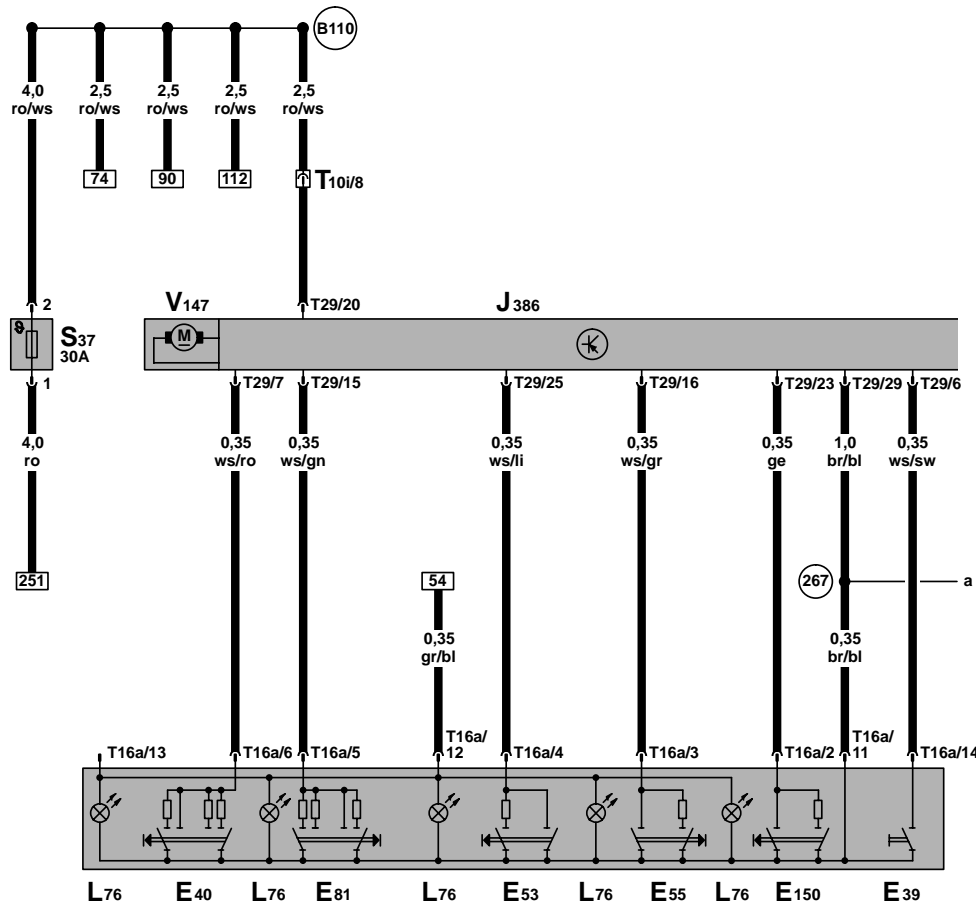 B110
4,0 2,5 2,5 2,5 2,5
ro/ws ro/ws ro/ws ro/ws ro/ws
74 90 112 T10i/8
2 V147 T29/20 J386
S37
30A
M
1 T29/7 T29/15 T29/25 T29/16 T29/23 T29/29 T29/6
4,0 0,35 0,35 0,35 0,35 0,35 1,0 0,35
ro ws/ro ws/gn ws/li ws/gr ge br/bl ws/sw
251 54 267 a
0,35 0,35
gr/bl br/bl
T16a/13 T16a/6 T16a/5 T16a/12 T16a/4 T16a/3 T16a/2 T16a/11 T16a/14
L76 E40 L76 E81 L76 E53 L76 E55 L76 E150 E39